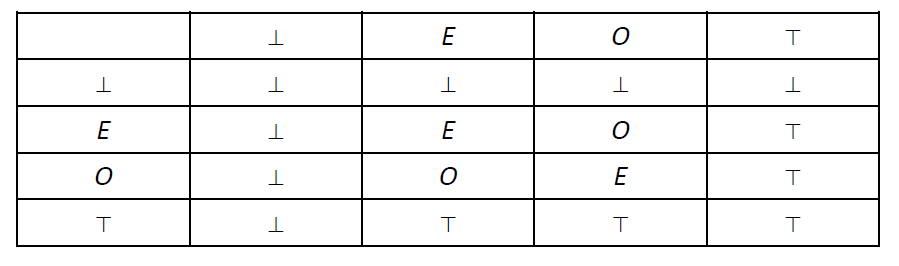 ⊥ E O ⊤
⊥ ⊥ ⊥ ⊥ ⊥
E ⊥ E O ⊤
O ⊥ O E ⊤
⊤ ⊥ ⊤ ⊤ ⊤